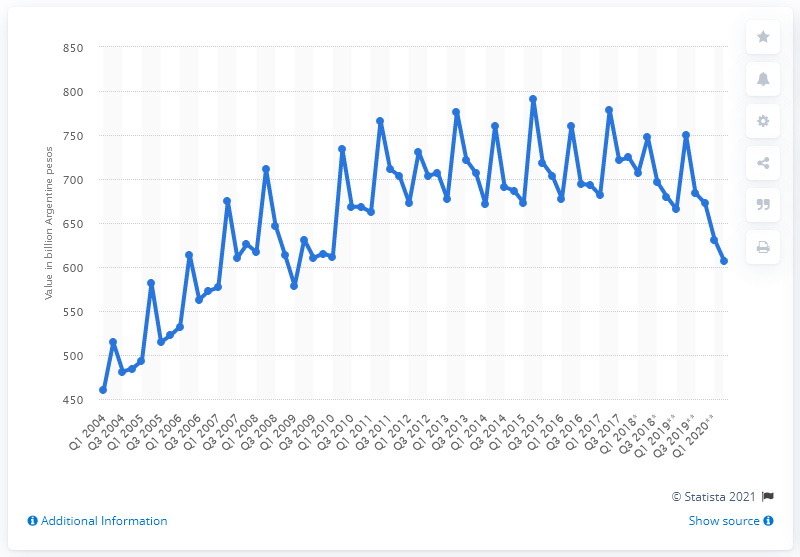 850
800
750
700
650
600
550
500
450
Value in billion Argentine pesos
Q1 2004
Q3 2004
Q1 2005
Q3 2005
Q1 2006
Q3 2006
Q1 2007
Q3 2007
Q1 2008
Q3 2008
Q1 2009
Q3 2009
Q1 2010
Q3 2010
Q1 2011
Q3 2011
Q1 2012
Q3 2012
Q1 2013
Q3 2013
Q1 2014
Q3 2014
Q1 2015
Q3 2015
Q1 2016
Q3 2016
Q1 2017
Q3 2017
Q1 2018*
Q3 2018*
Q1 2019**
Q3 2019**
Q1 2020**
© Statista 2021
Additional Information
Show source